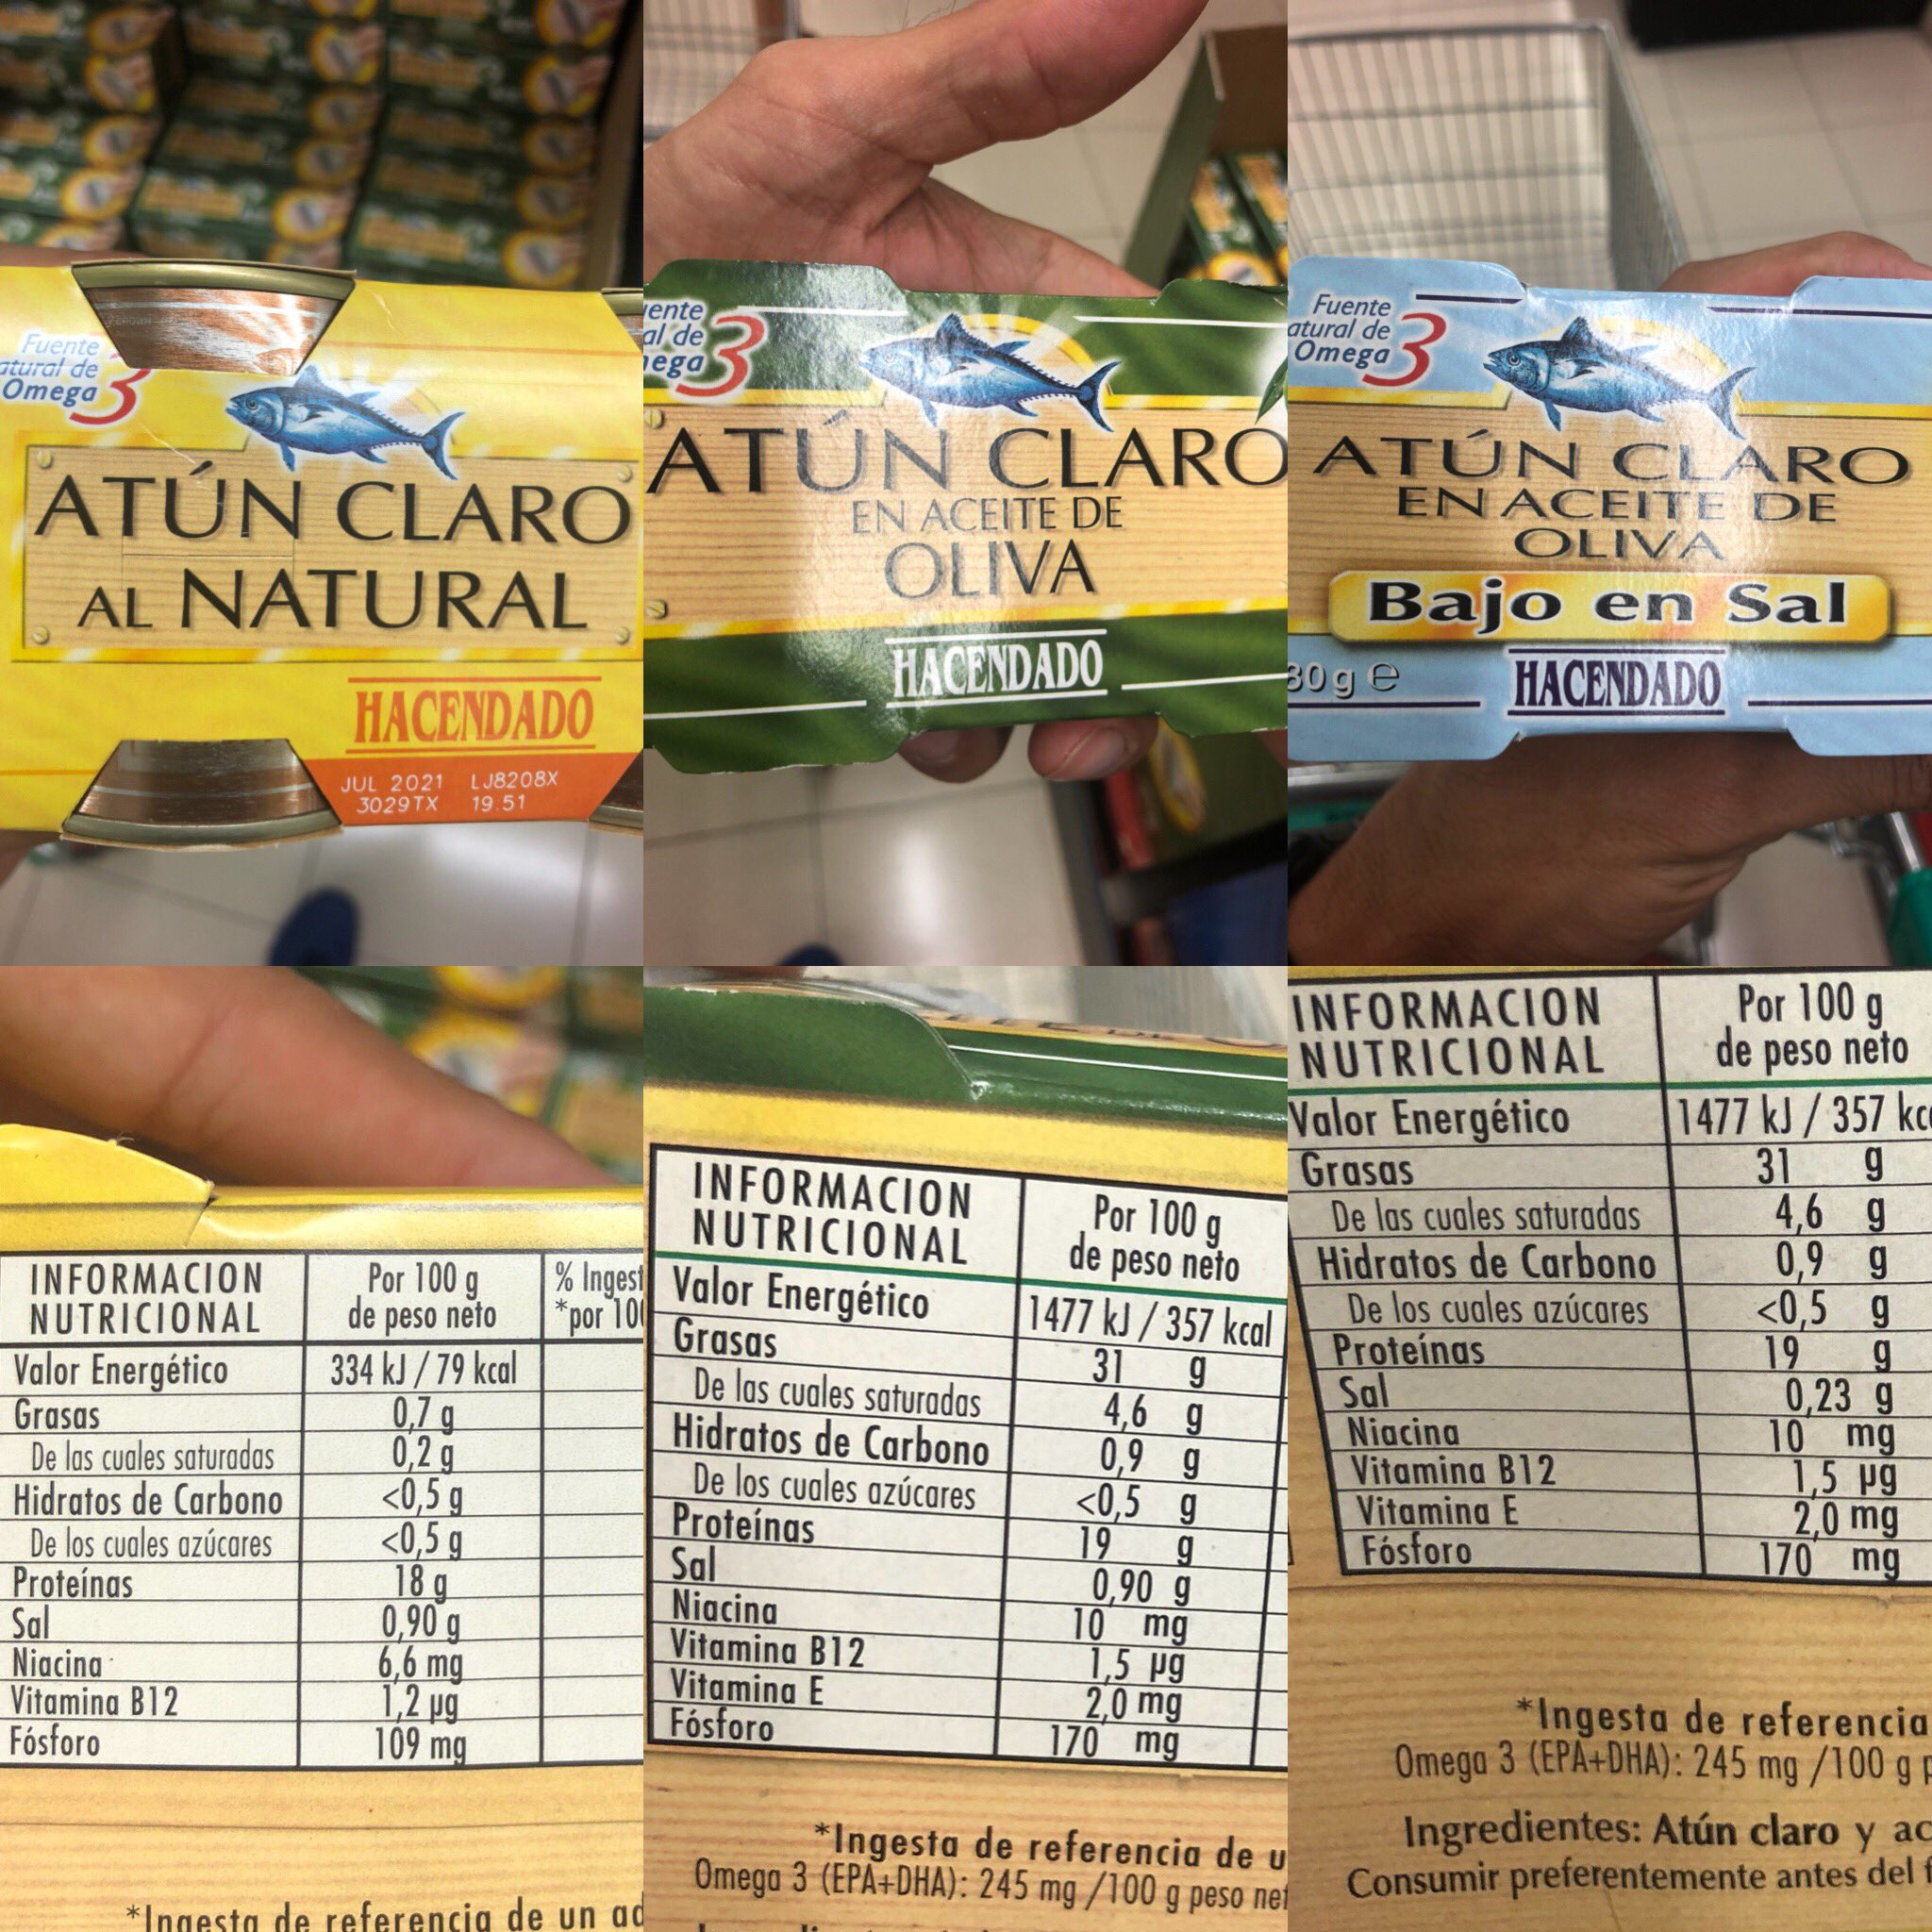 Fuente
atural de
Omega 3
ATÚN CLARO
AL NATURAL
HACENDADO
JUL 2021 LJ8208X
3029TX 19:51
uente
al de
ega 3
ATÚN CLARO
EN ACEITE DE
OLIVA
HACENDADO
Fuente
atural de
Omega 3
ATÚN CLARO
EN ACEITE DE
OLIVA
Bajo en Sal
80 g e
HACENDADO
INFORMACION NUTRICIONAL Por 100 g de peso neto % Ingest *por 100
Valor Energético 334 kJ / 79 kcal
Grasas 0,7 g
De las cuales saturadas 0,2 g
Hidratos de Carbono <0,5 g
De los cuales azúcares <0,5 g
Proteínas 18 g
Sal 0,90 g
Niacina 6,6 mg
Vitamina B12 1,2 µg
Fósforo 109 mg
*Ingesta de referencia de un ad
INFORMACION NUTRICIONAL Por 100 g de peso neto
Valor Energético 1477 kJ / 357 kcal
Grasas 31 g
De las cuales saturadas 4,6 g
Hidratos de Carbono 0,9 g
De los cuales azúcares <0,5 g
Proteínas 19 g
Sal 0,90 g
Niacina 10 mg
Vitamina B12 1,5 µg
Vitamina E 2,0 mg
Fósforo 170 mg
*Ingesta de referencia de u
Omega 3 (EPA+DHA): 245 mg /100 g peso net
INFORMACION NUTRICIONAL Por 100 g de peso neto
Valor Energético 1477 kJ / 357 kca
Grasas 31 g
De las cuales saturadas 4,6 g
Hidratos de Carbono 0,9 g
De los cuales azúcares <0,5 g
Proteínas 19 g
Sal 0,23 g
Niacina 10 mg
Vitamina B12 1,5 µg
Vitamina E 2,0 mg
Fósforo 170 mg
*Ingesta de referencia
Omega 3 (EPA+DHA): 245 mg /100 g p
Ingredientes: Atún claro y ac
Consumir preferentemente antes del f